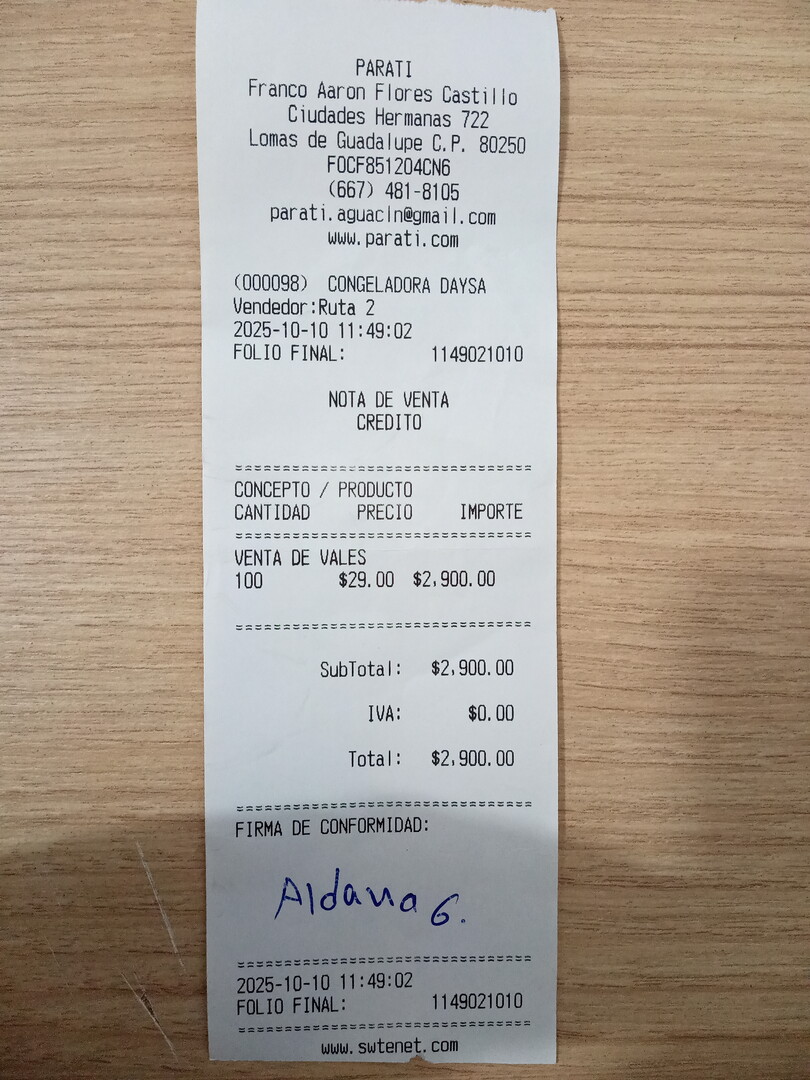 PARATI
Franco Aaron Flores Castillo
Ciudades Hermanas 722
Lomas de Guadalupe C.P. 80250
FOCF851204CN6
(667) 481-8105
parati.aguacln@gmail.com
www.parati.com
(000098) CONGELADORA DAYSA
Vendedor:Ruta 2
2025-10-10 11:49:02
FOLIO FINAL: 1149021010
NOTA DE VENTA
CREDITO
CONCEPTO / PRODUCTO
CANTIDAD PRECIO IMPORTE
VENTA DE VALES
100 $29.00 $2,900.00
SubTotal: $2,900.00
IVA: $0.00
Total: $2,900.00
FIRMA DE CONFORMIDAD:
Aldana G.
2025-10-10 11:49:02
FOLIO FINAL: 1149021010
www.swtenet.com